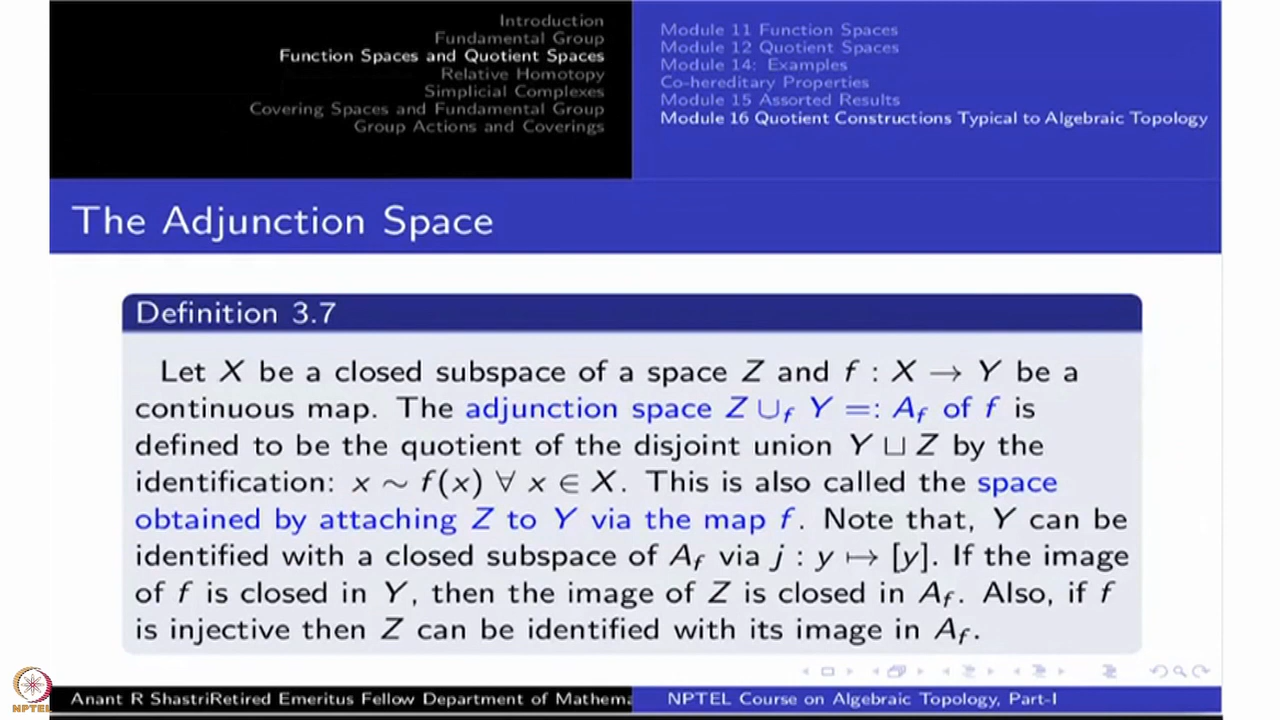 Introduction
Fundamental Group
Function Spaces and Quotient Spaces
Relative Homotopy
Simplicial Complexes
Covering Spaces and Fundamental Group
Group Actions and Coverings
Module 11 Function Spaces
Module 12 Quotient Spaces
Module 14: Examples
Co-hereditary Properties
Module 15 Assorted Results
Module 16 Quotient Constructions Typical to Algebraic Topology
The Adjunction Space
Definition 3.7
Let X be a closed subspace of a space Z and f : X → Y be a
continuous map. The adjunction space Z ∪_f Y =: A_f of f is
defined to be the quotient of the disjoint union Y ⊔ Z by the
identification: x ∼ f(x) ∀ x ∈ X. This is also called the space
obtained by attaching Z to Y via the map f. Note that, Y can be
identified with a closed subspace of A_f via j : y ↦ [y]. If the image
of f is closed in Y, then the image of Z is closed in A_f. Also, if f
is injective then Z can be identified with its image in A_f.
NPTEL
Anant R ShastriRetired Emeritus Fellow Department of Mathema
NPTEL Course on Algebraic Topology, Part-I